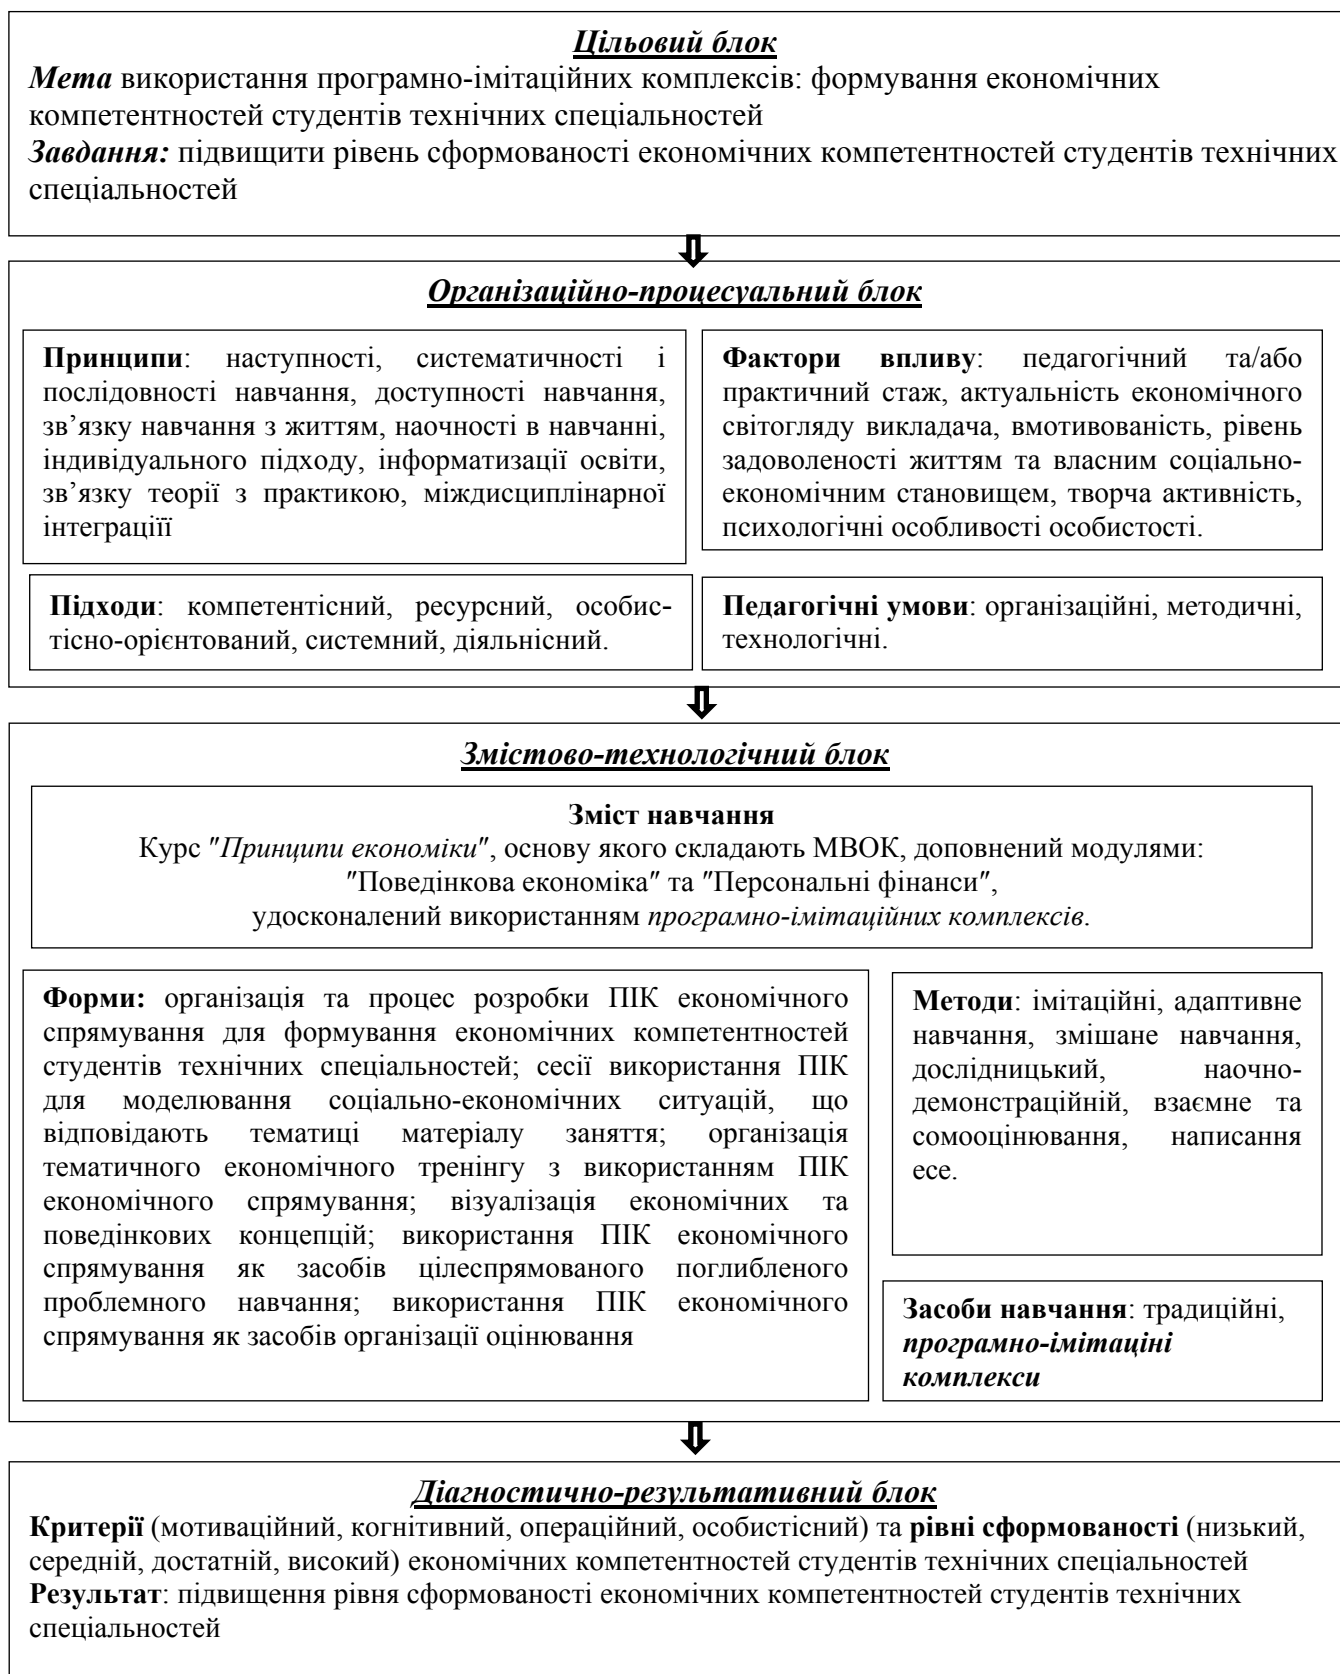 Цільовий блок
Мета використання програмно-імітаційних комплексів: формування економічних
компетентностей студентів технічних спеціальностей
Завдання: підвищити рівень сформованості економічних компетентностей студентів технічних
спеціальностей
Організаційно-процесуальний блок
Принципи: наступності, систематичності і
послідовності навчання, доступності навчання,
зв’язку навчання з життям, наочності в навчанні,
індивідуального підходу, інформатизації освіти,
зв’язку теорії з практикою, міждисциплінарної
інтеграціїї
Фактори впливу: педагогічний та/або
практичний стаж, актуальність економічного
світогляду викладача, вмотивованість, рівень
задоволеності життям та власним соціально-
економічним становищем, творча активність,
психологічні особливості особистості.
Підходи: компетентісний, ресурсний, особис-
тісно-орієнтований, системний, діяльнісний.
Педагогічні умови: організаційні, методичні,
технологічні.
Змістово-технологічний блок
Зміст навчання
Курс "Принципи економіки", основу якого складають МВОК, доповнений модулями:
"Поведінкова економіка" та "Персональні фінанси",
удосконалений використанням програмно-імітаційних комплексів.
Форми: організація та процес розробки ПІК економічного
спрямування для формування економічних компетентностей
студентів технічних спеціальностей; сесії використання ПІК
для моделювання соціально-економічних ситуацій, що
відповідають тематиці матеріалу заняття; організація
тематичного економічного тренінгу з використанням ПІК
економічного спрямування; візуалізація економічних та
поведінкових концепцій; використання ПІК економічного
спрямування як засобів цілеспрямованого поглибленого
проблемного навчання; використання ПІК економічного
спрямування як засобів організації оцінювання
Методи: імітаційні, адаптивне
навчання, змішане навчання,
дослідницький, наочно-
демонстраційній, взаємне та
сомооцінювання, написання
есе.
Засоби навчання: традиційні,
програмно-імітаціні
комплекси
Діагностично-результативний блок
Критерії (мотиваційний, когнітивний, операційний, особистісний) та рівні сформованості (низький,
середній, достатній, високий) економічних компетентностей студентів технічних спеціальностей
Результат: підвищення рівня сформованості економічних компетентностей студентів технічних
спеціальностей